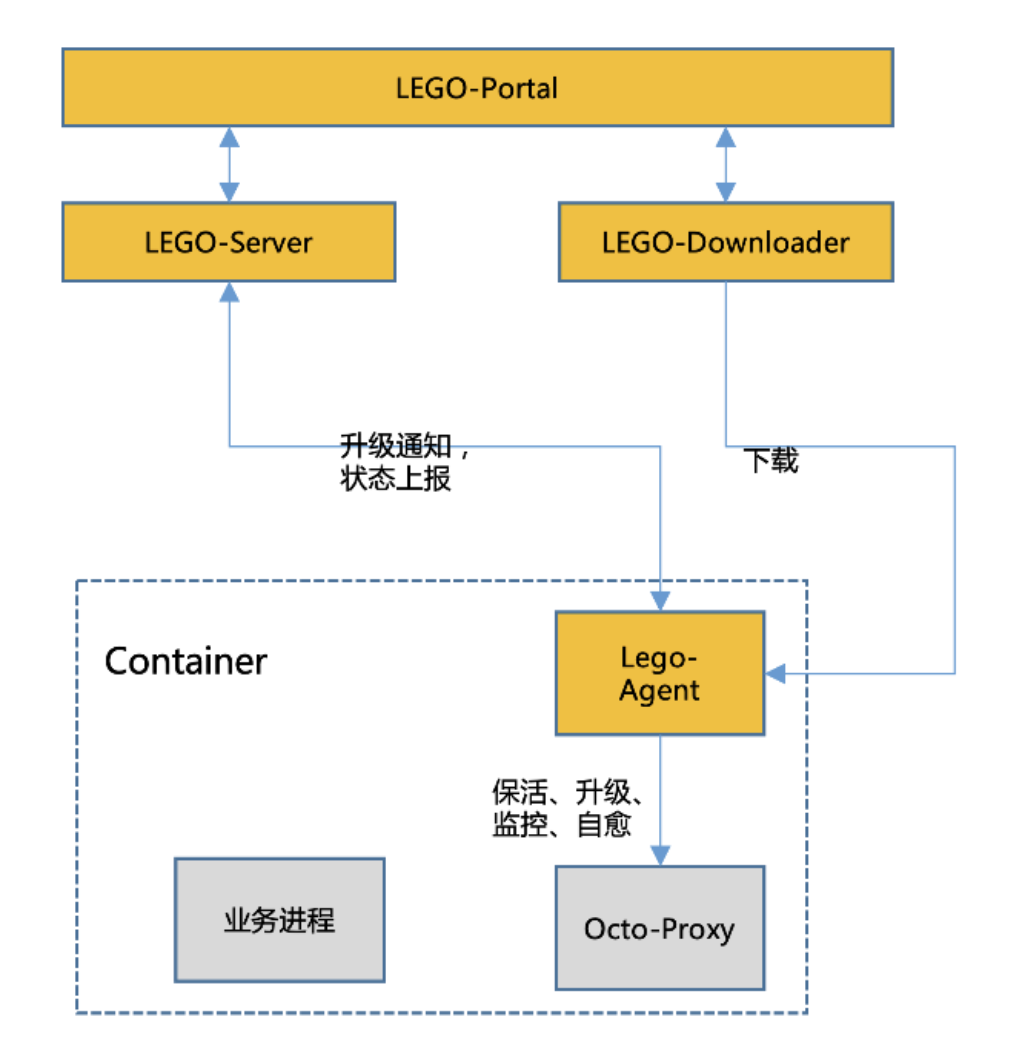 LEGO-Portal
LEGO-Server
LEGO-Downloader
升级通知，
状态上报
下载
Container
Lego-
Agent
保活、升级、
监控、自愈
业务进程
Octo-Proxy